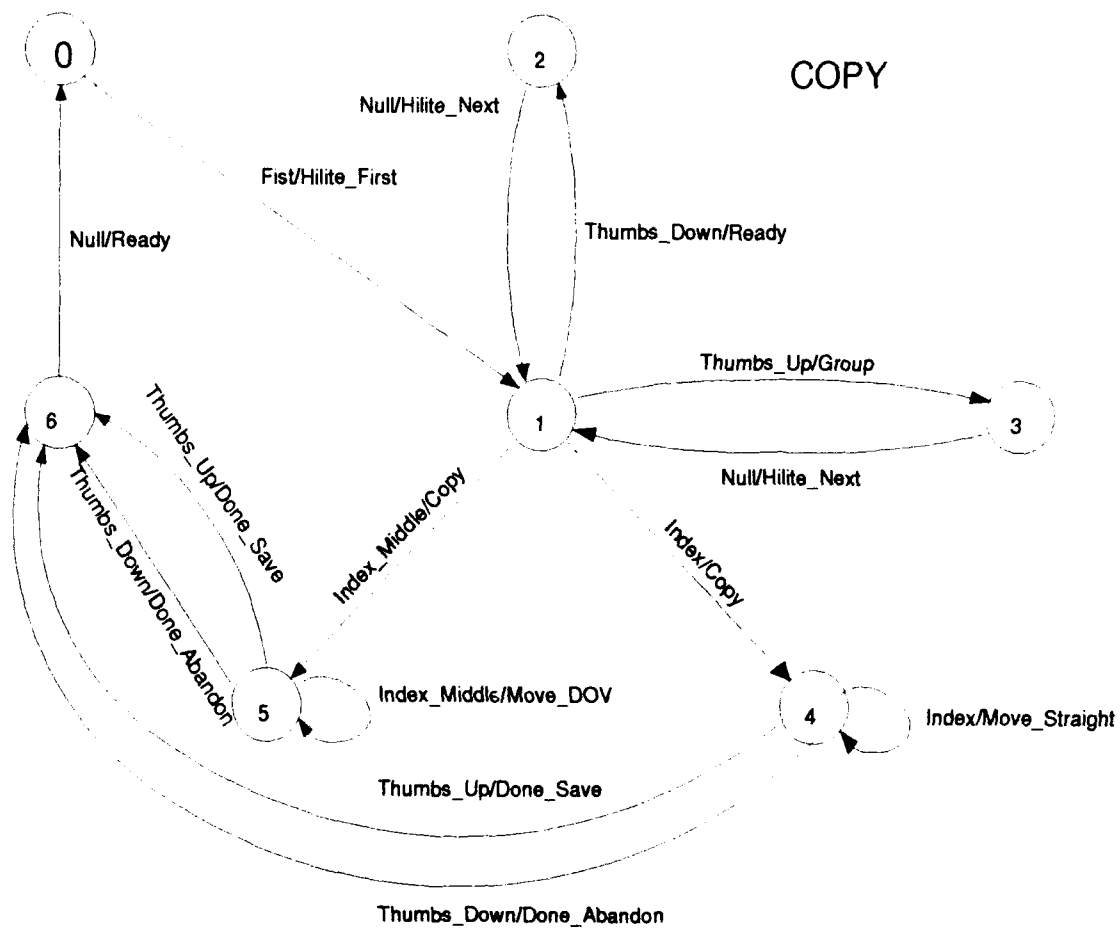 0
2
COPY
Null/Hilite_Next
Fist/Hilite_First
Thumbs_Down/Ready
Null/Ready
Thumbs_Up/Group
6
1
3
Thumbs_Up/Done_Save
Null/Hilite_Next
Thumbs_Down/Done_Abandon
Index_Middle/Copy
Index/Copy
5
Index_Middle/Move_DOV
4
Index/Move_Straight
Thumbs_Up/Done_Save
Thumbs_Down/Done_Abandon